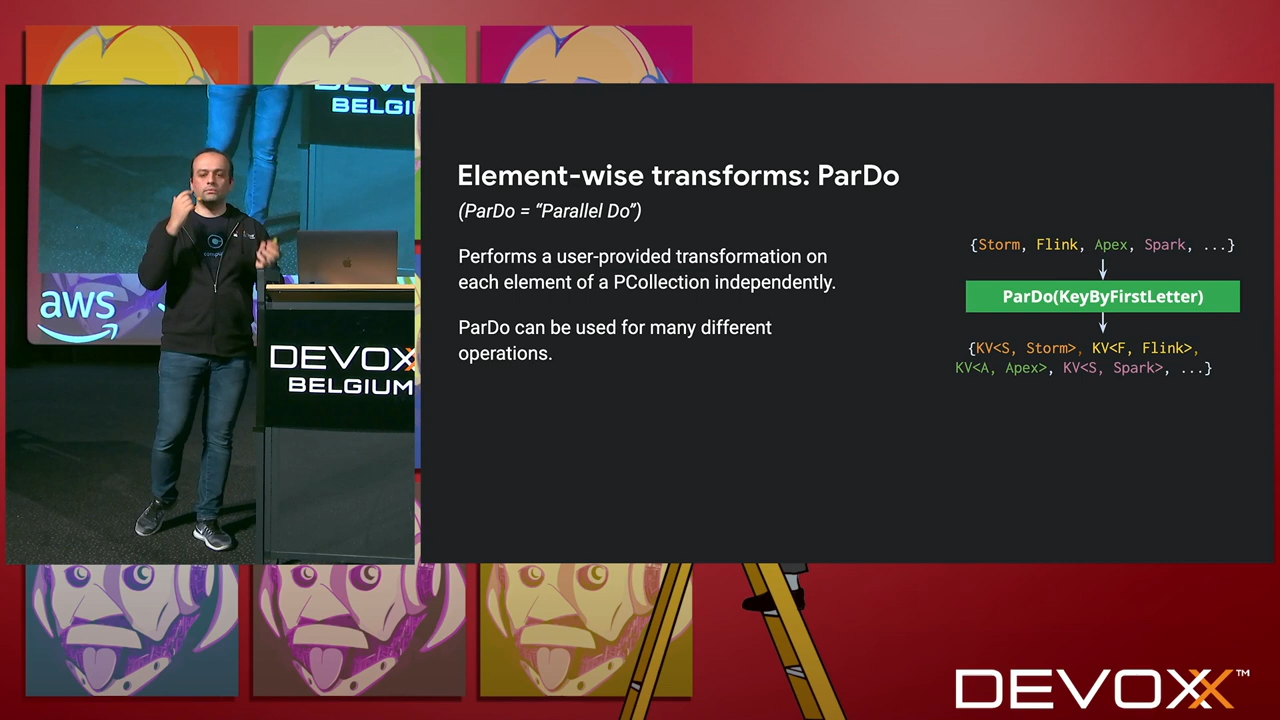 DEVOXX
BELGIUM
aws
DEVOXX
BELGIUM
Element-wise transforms: ParDo
(ParDo = “Parallel Do”)
Performs a user-provided transformation on
each element of a PCollection independently.
ParDo can be used for many different
operations.
{Storm, Flink, Apex, Spark, ...}
ParDo(KeyByFirstLetter)
{KV<S, Storm>, KV<F, Flink>,
KV<A, Apex>, KV<S, Spark>, ...}
DEVOXX™